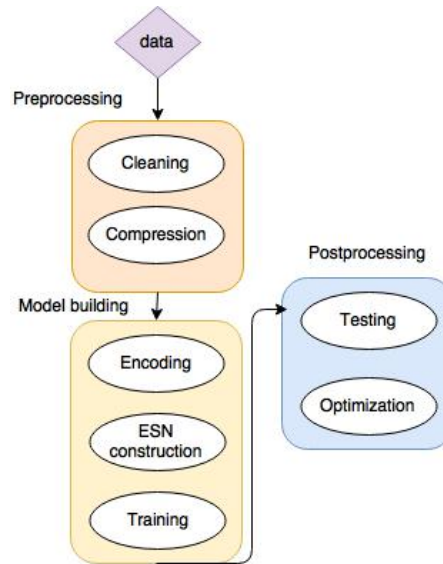 data
Preprocessing
Cleaning
Compression
Model building
Encoding
ESN
construction
Training
Postprocessing
Testing
Optimization